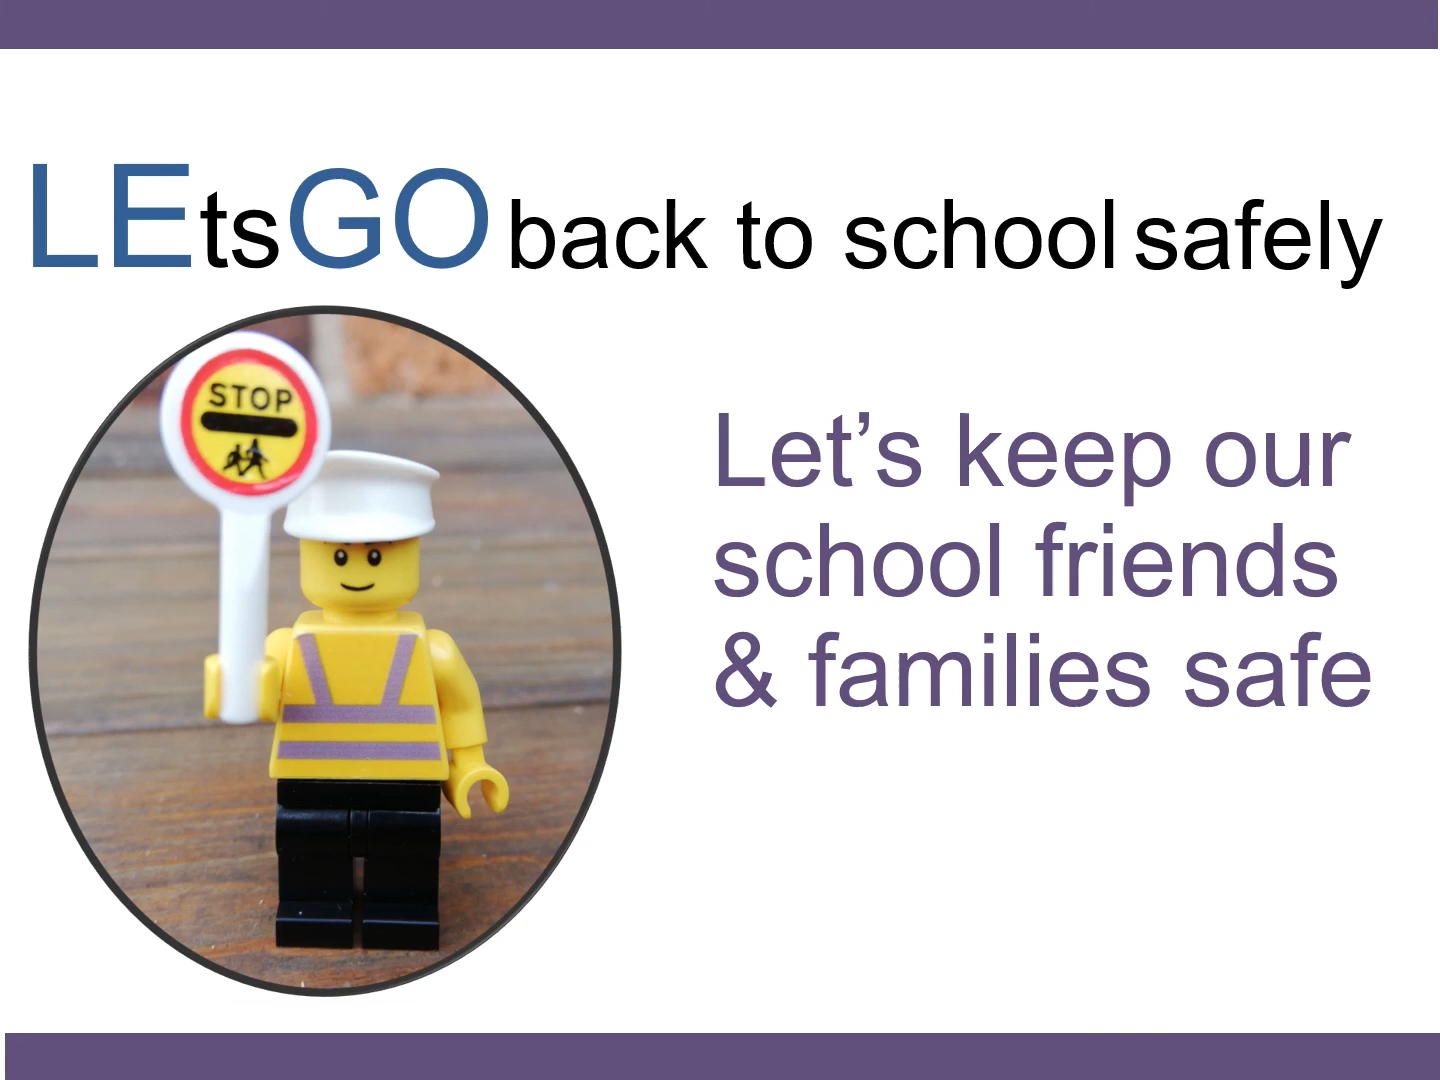 LEtsGO back to school safely
STOP
Let’s keep our
school friends
& families safe